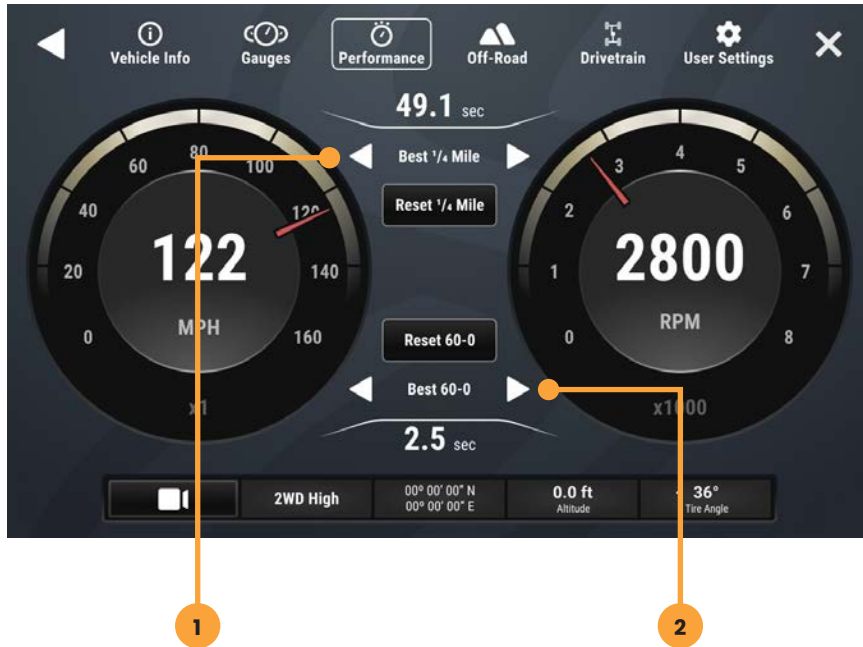 Vehicle Info
Gauges
Performance
Off-Road
Drivetrain
User Settings
49.1 sec
Best 1/4 Mile
Reset 1/4 Mile
0
20
40
60
80
100
120
140
160
122
MPH
x1
0
1
2
3
4
5
6
7
8
2800
RPM
x1000
Reset 60-0
Best 60-0
2.5 sec
2WD High
00º 00' 00" N
00º 00' 00" E
0.0 ft
Altitude
- 36°
Tire Angle
1
2